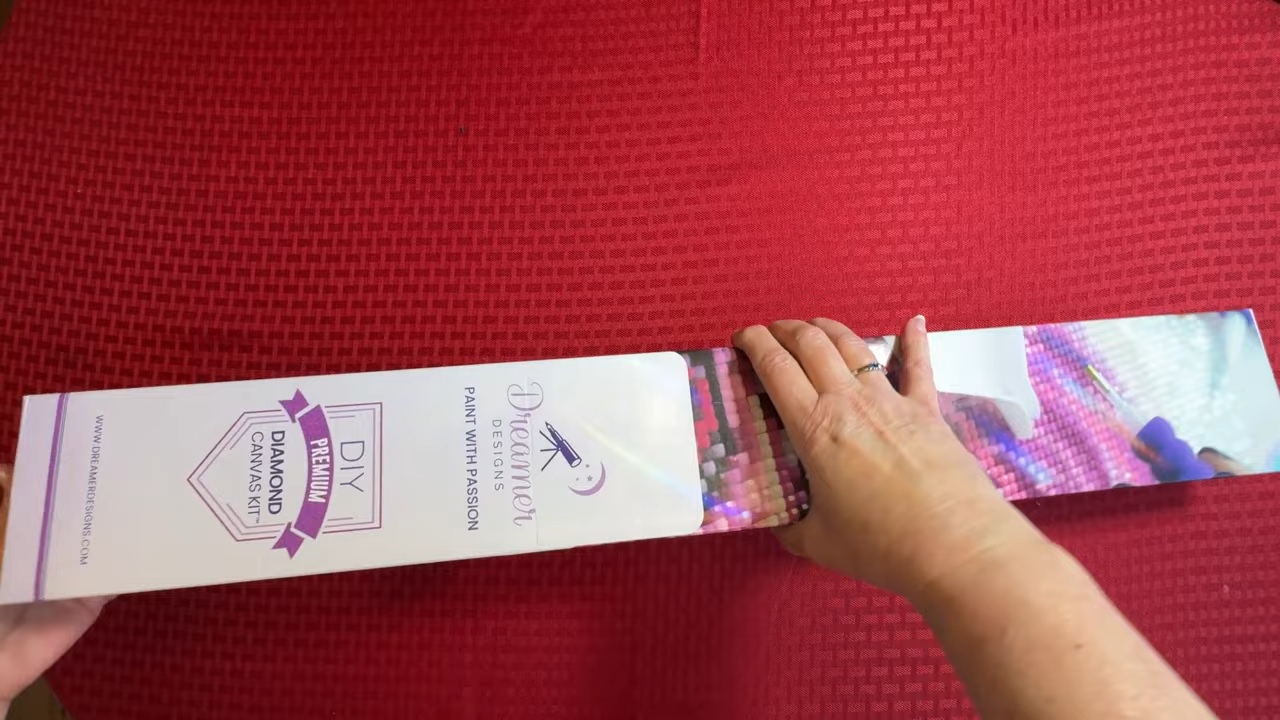 Dreamer
DESIGNS
PAINT WITH PASSION
DIY
PREMIUM
DIAMOND
CANVAS KIT™
WWW.DREAMERDESIGNS.COM